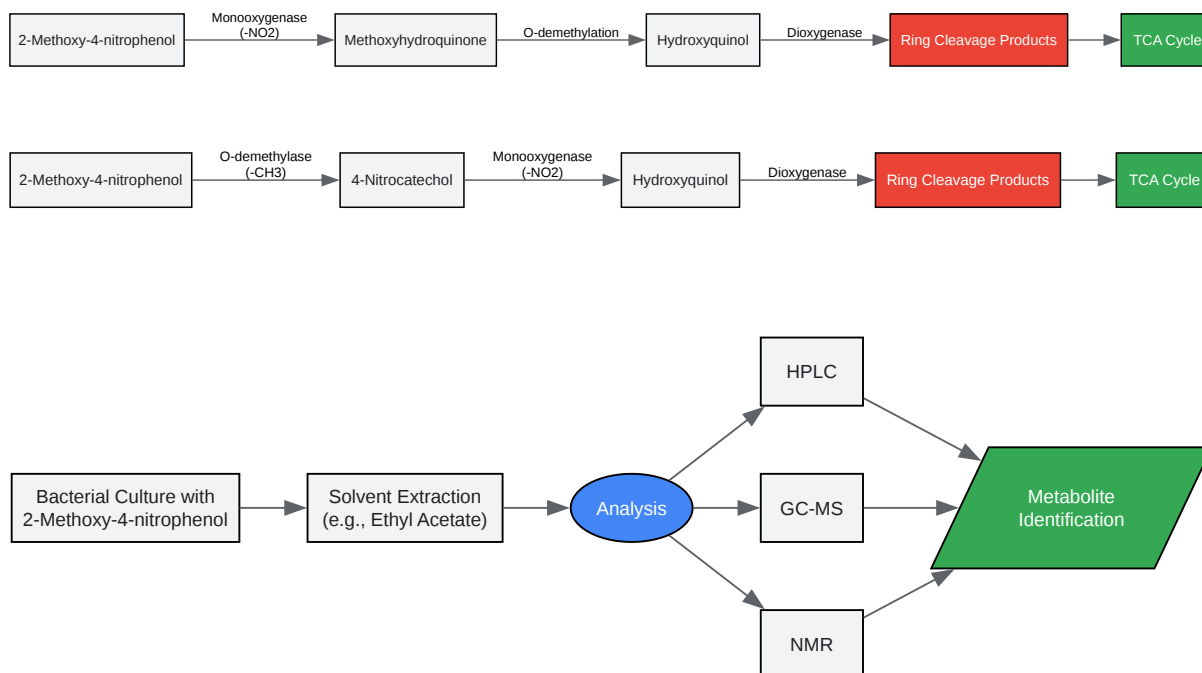 2-Methoxy-4-nitrophenol
Monooxygenase
(-NO2)
Methoxyhydroquinone
O-demethylation
Hydroxyquinol
Dioxygenase
Ring Cleavage Products
TCA Cycle
2-Methoxy-4-nitrophenol
O-demethylase
(-CH3)
4-Nitrocatechol
Monooxygenase
(-NO2)
Hydroxyquinol
Dioxygenase
Ring Cleavage Products
TCA Cycle
Bacterial Culture with
2-Methoxy-4-nitrophenol
Solvent Extraction
(e.g., Ethyl Acetate)
Analysis
HPLC
GC-MS
NMR
Metabolite
Identification